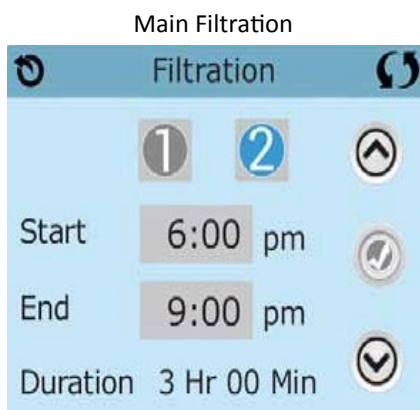 Main Filtration
Filtration
1 2
Start 6:00 pm
End 9:00 pm
Duration 3 Hr 00 Min